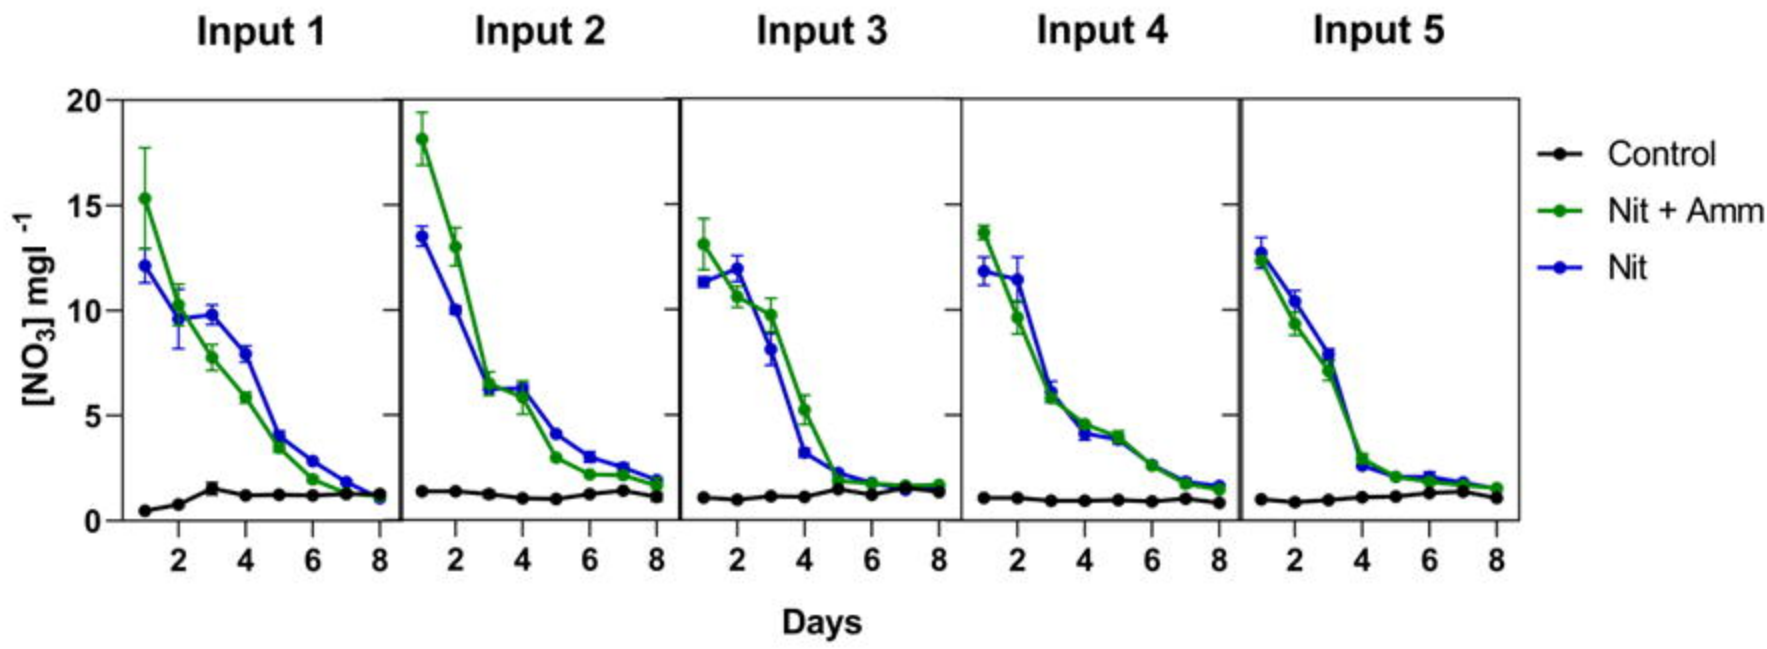 Input 1 Input 2 Input 3 Input 4 Input 5
20
15
10
5
0
[NO3] mgl -1
2 4 6 8 2 4 6 8 2 4 6 8 2 4 6 8 2 4 6 8
Days
Control
Nit + Amm
Nit